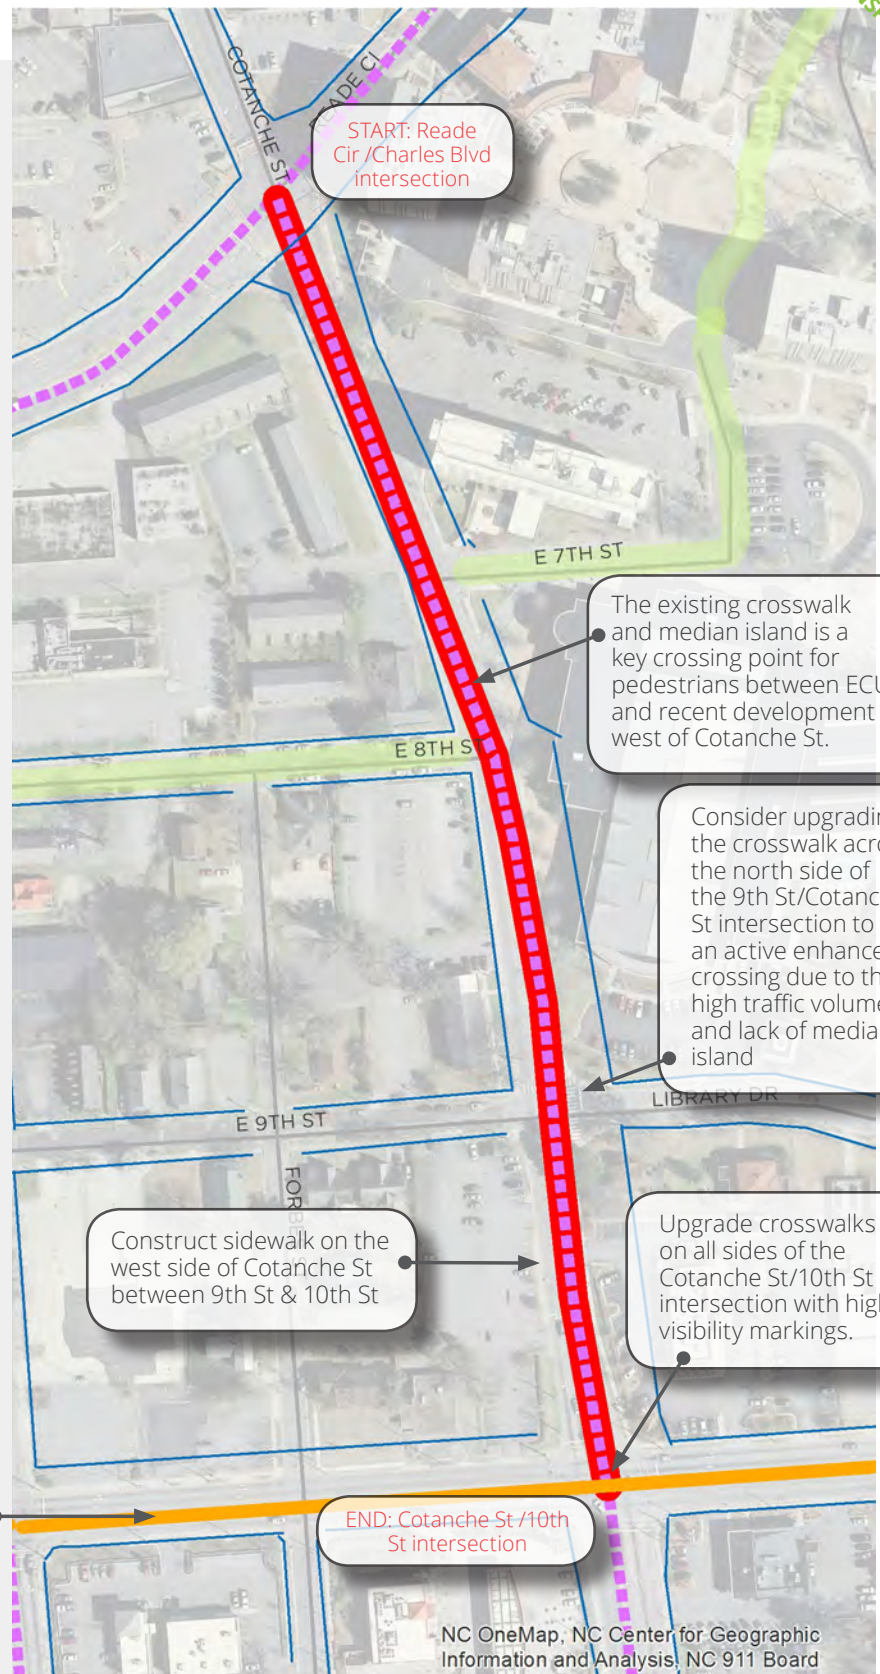 COTANCHE ST
READE CI
START: Reade
Cir /Charles Blvd
intersection
E 7TH ST
The existing crosswalk
and median island is a
key crossing point for
pedestrians between ECU
and recent development
west of Cotanche St.
E 8TH ST
Consider upgradin
the crosswalk acro
the north side of
the 9th St/Cotanc
St intersection to
an active enhance
crossing due to th
high traffic volume
and lack of media
island
LIBRARY DR
E 9TH ST
FORBE
Construct sidewalk on the
west side of Cotanche St
between 9th St & 10th St
Upgrade crosswalks
on all sides of the
Cotanche St/10th St
intersection with high
visibility markings.
END: Cotanche St /10th
St intersection
NC OneMap, NC Center for Geographic
Information and Analysis, NC 911 Board